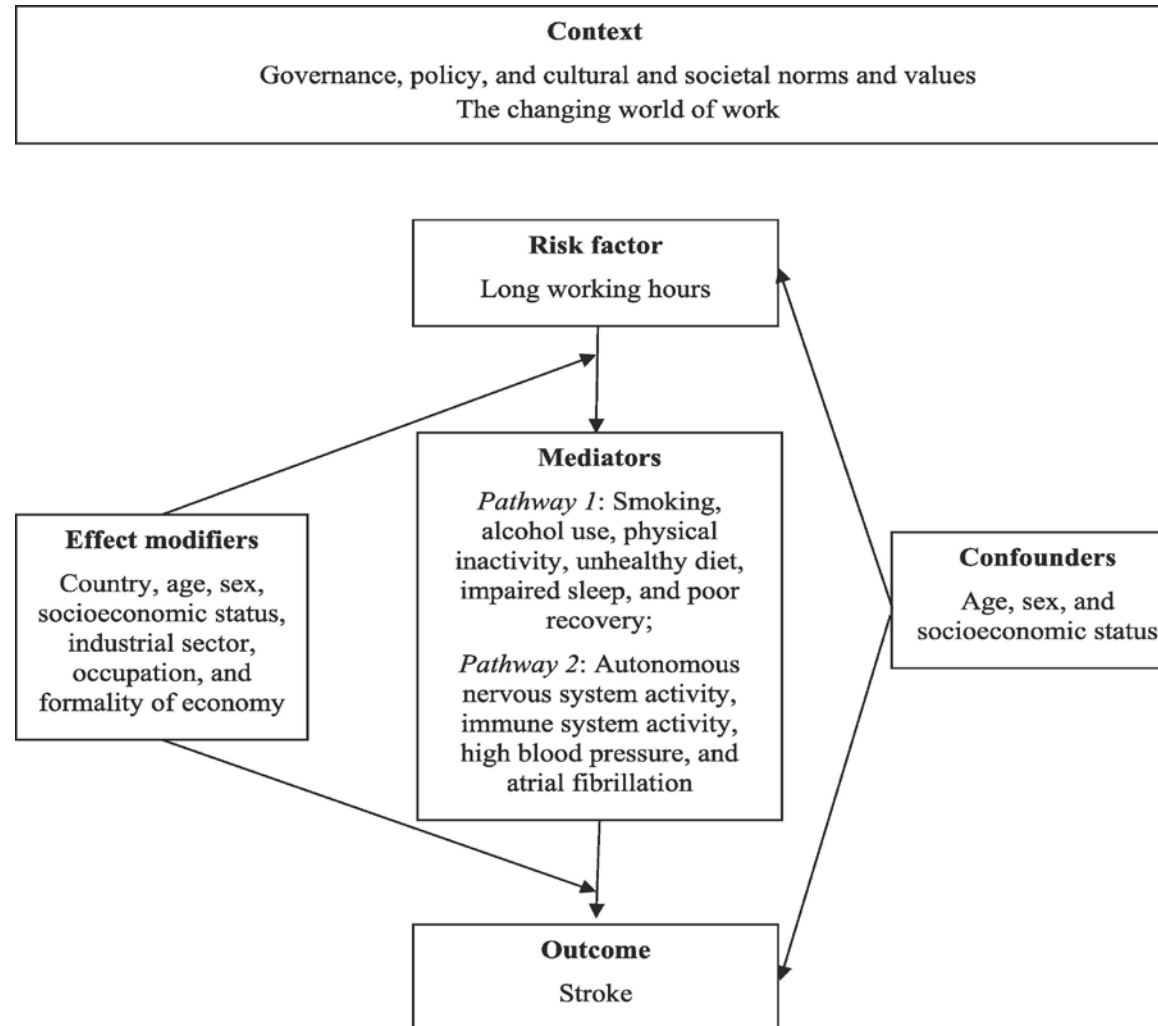 Context
Governance, policy, and cultural and societal norms and values
The changing world of work
Risk factor
Long working hours
Mediators
Pathway 1: Smoking,
alcohol use, physical
inactivity, unhealthy diet,
impaired sleep, and poor
recovery;
Pathway 2: Autonomous
nervous system activity,
immune system activity,
high blood pressure, and
atrial fibrillation
Effect modifiers
Country, age, sex,
socioeconomic status,
industrial sector,
occupation, and
formality of economy
Confounders
Age, sex, and
socioeconomic status
Outcome
Stroke